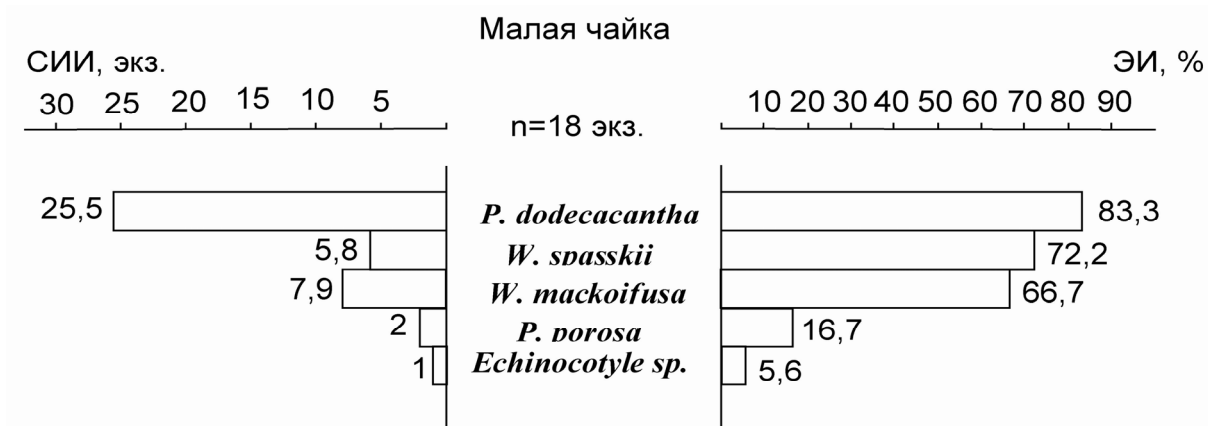 Малая чайка
СИИ, экз.
ЭИ, %
30 25 20 15 10 5
10 20 30 40 50 60 70 80 90
n=18 экз.
25,5 P. dodecacantha 83,3
5,8 W. spasskii 72,2
7,9 W. mackoifusa 66,7
2 P. porosa 16,7
1 Echinocotyle sp. 5,6